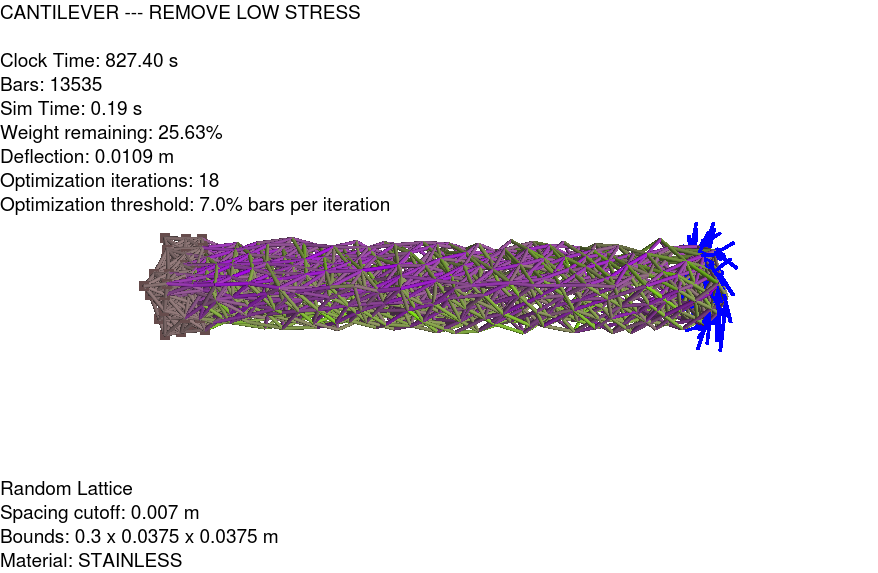 CANTILEVER --- REMOVE LOW STRESS
Clock Time: 827.40 s
Bars: 13535
Sim Time: 0.19 s
Weight remaining: 25.63%
Deflection: 0.0109 m
Optimization iterations: 18
Optimization threshold: 7.0% bars per iteration
Random Lattice
Spacing cutoff: 0.007 m
Bounds: 0.3 x 0.0375 x 0.0375 m
Material: STAINLESS